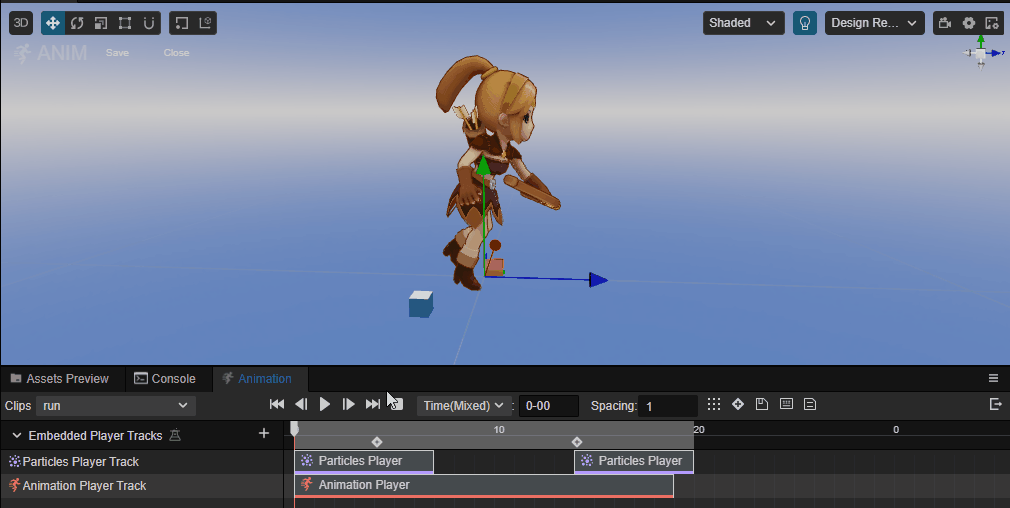 3D
Shaded
Design Re...
ANIM Save Close
Assets Preview Console Animation
Clips run Time(Mixed) : 0-00 Spacing: 1
Embedded Player Tracks 10 20 0
Particles Player Track Particles Player Particles Player
Animation Player Track Animation Player